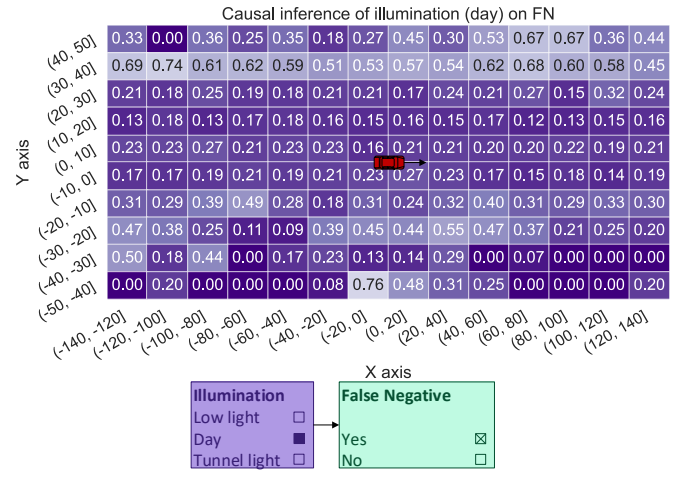 Causal inference of illumination (day) on FN
(40, 50] 0.33 0.00 0.36 0.25 0.35 0.18 0.27 0.45 0.30 0.53 0.67 0.67 0.36 0.44
(30, 40] 0.69 0.74 0.61 0.62 0.59 0.51 0.53 0.57 0.54 0.62 0.68 0.60 0.58 0.45
(20, 30] 0.21 0.18 0.25 0.19 0.18 0.21 0.21 0.17 0.24 0.21 0.27 0.15 0.32 0.24
(10, 20] 0.13 0.18 0.13 0.17 0.18 0.16 0.15 0.16 0.15 0.17 0.12 0.13 0.15 0.16
(0, 10] 0.23 0.23 0.27 0.21 0.23 0.23 0.16 0.21 0.21 0.20 0.20 0.22 0.19 0.21
(-10, 0] 0.17 0.17 0.19 0.21 0.19 0.21 0.23 0.27 0.23 0.17 0.15 0.18 0.14 0.19
(-20, -10] 0.31 0.29 0.39 0.49 0.28 0.18 0.31 0.24 0.32 0.40 0.31 0.29 0.33 0.30
(-30, -20] 0.47 0.38 0.25 0.11 0.09 0.39 0.45 0.44 0.55 0.47 0.37 0.21 0.25 0.20
(-40, -30] 0.50 0.18 0.44 0.00 0.17 0.23 0.13 0.14 0.29 0.00 0.07 0.00 0.00 0.00
(-50, -40] 0.00 0.20 0.00 0.00 0.00 0.08 0.76 0.48 0.31 0.25 0.00 0.00 0.00 0.20
Y axis
(-140, -120] (-120, -100] (-100, -80] (-80, -60] (-60, -40] (-40, -20] (-20, 0] (0, 20] (20, 40] (40, 60] (60, 80] (80, 100] (100, 120] (120, 140]
X axis
Illumination
Low light
Day
Tunnel light
False Negative
Yes
No